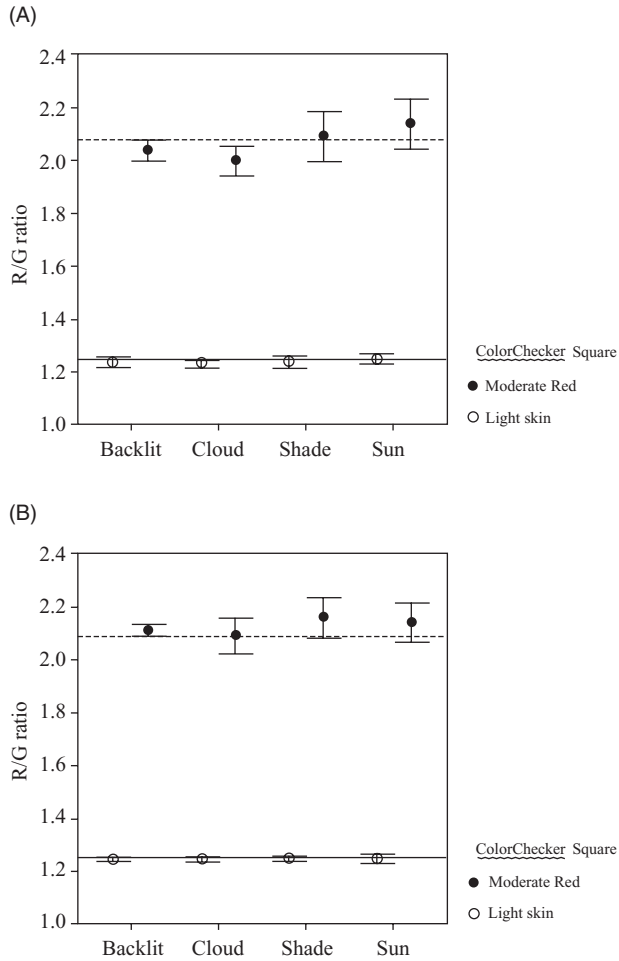 (A)
2.4
2.2
2.0
1.8
1.6
1.4
1.2
1.0
R/G ratio
Backlit Cloud Shade Sun
ColorChecker Square
Moderate Red
Light skin
(B)
2.4
2.2
2.0
1.8
1.6
1.4
1.2
1.0
R/G ratio
Backlit Cloud Shade Sun
ColorChecker Square
Moderate Red
Light skin